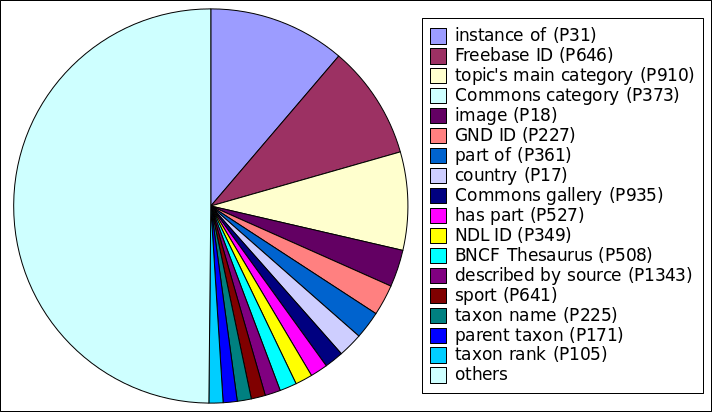 instance of (P31)
Freebase ID (P646)
topic's main category (P910)
Commons category (P373)
image (P18)
GND ID (P227)
part of (P361)
country (P17)
Commons gallery (P935)
has part (P527)
NDL ID (P349)
BNCF Thesaurus (P508)
described by source (P1343)
sport (P641)
taxon name (P225)
parent taxon (P171)
taxon rank (P105)
others